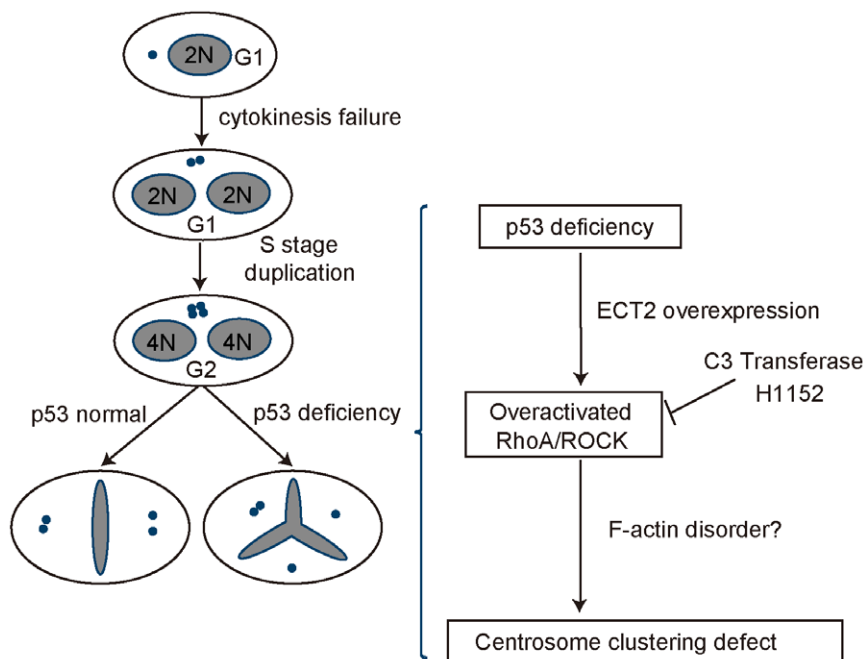 2N
G1
cytokinesis failure
2N
2N
G1
S stage
duplication
4N
4N
G2
p53 normal
p53 deficiency
p53 deficiency
ECT2 overexpression
C3 Transferase
H1152
Overactivated
RhoA/ROCK
F-actin disorder?
Centrosome clustering defect